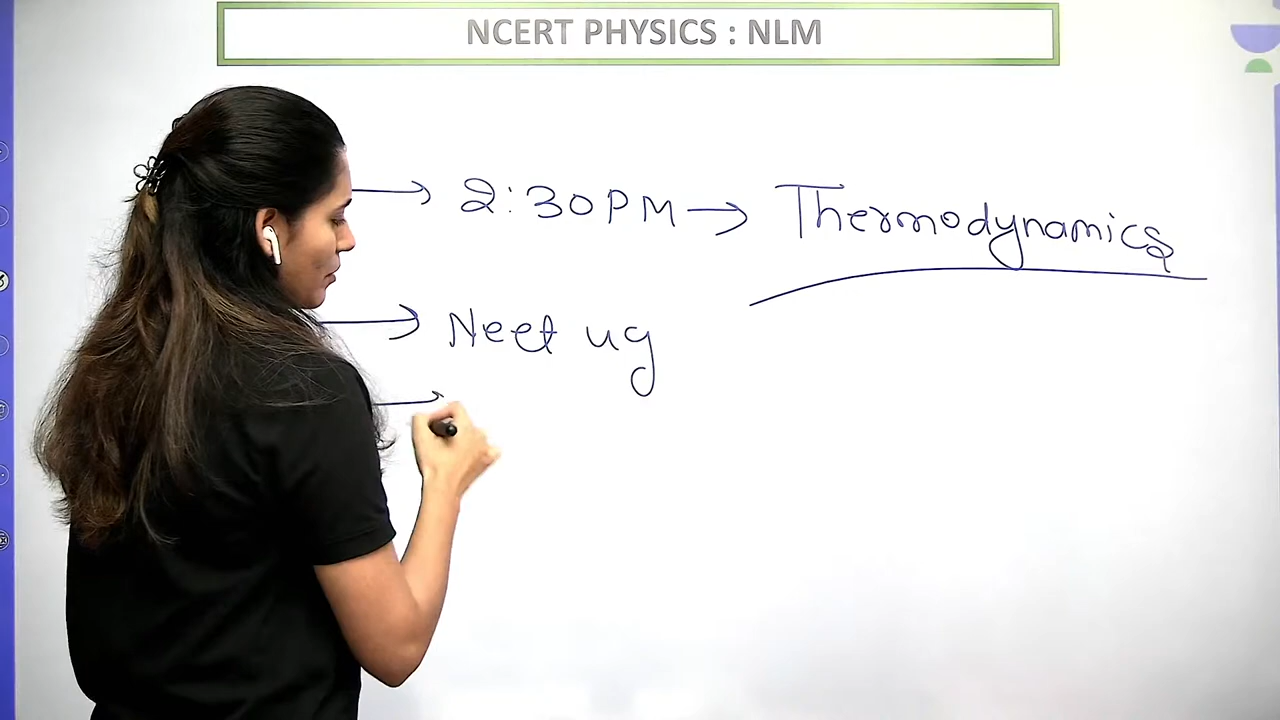 NCERT PHYSICS : NLM
2:30PM → Thermodynamics
→ Neet ug